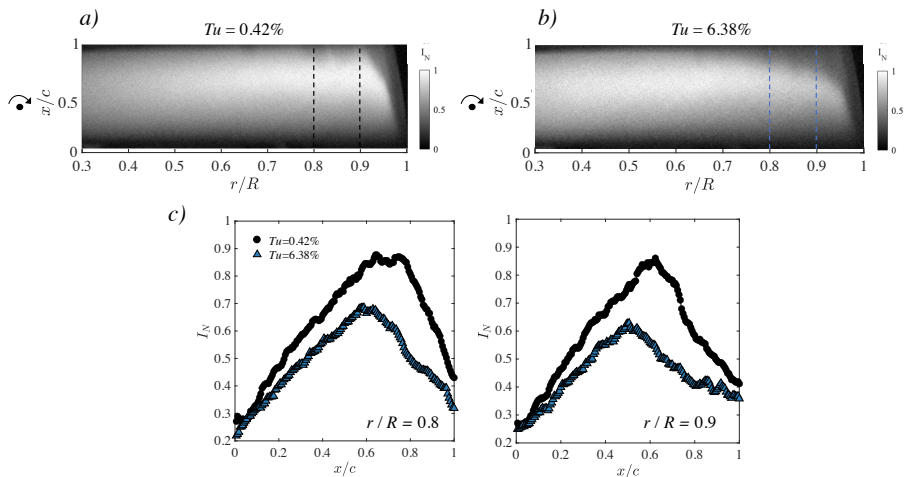 a)
Tu = 0.42%
b)
Tu = 6.38%
1
0.5
0
x/c
0.3 0.4 0.5 0.6 0.7 0.8 0.9 1
r/R
I_N
1
0.5
0
1
0.5
0
x/c
0.3 0.4 0.5 0.6 0.7 0.8 0.9 1
r/R
I_N
1
0.5
0
c)
1
0.9
0.8
0.7
0.6
0.5
0.4
0.3
0.2
I_N
Tu=0.42%
Tu=6.38%
r / R = 0.8
0 0.2 0.4 0.6 0.8 1
x/c
1
0.9
0.8
0.7
0.6
0.5
0.4
0.3
0.2
I_N
r / R = 0.9
0 0.2 0.4 0.6 0.8 1
x/c